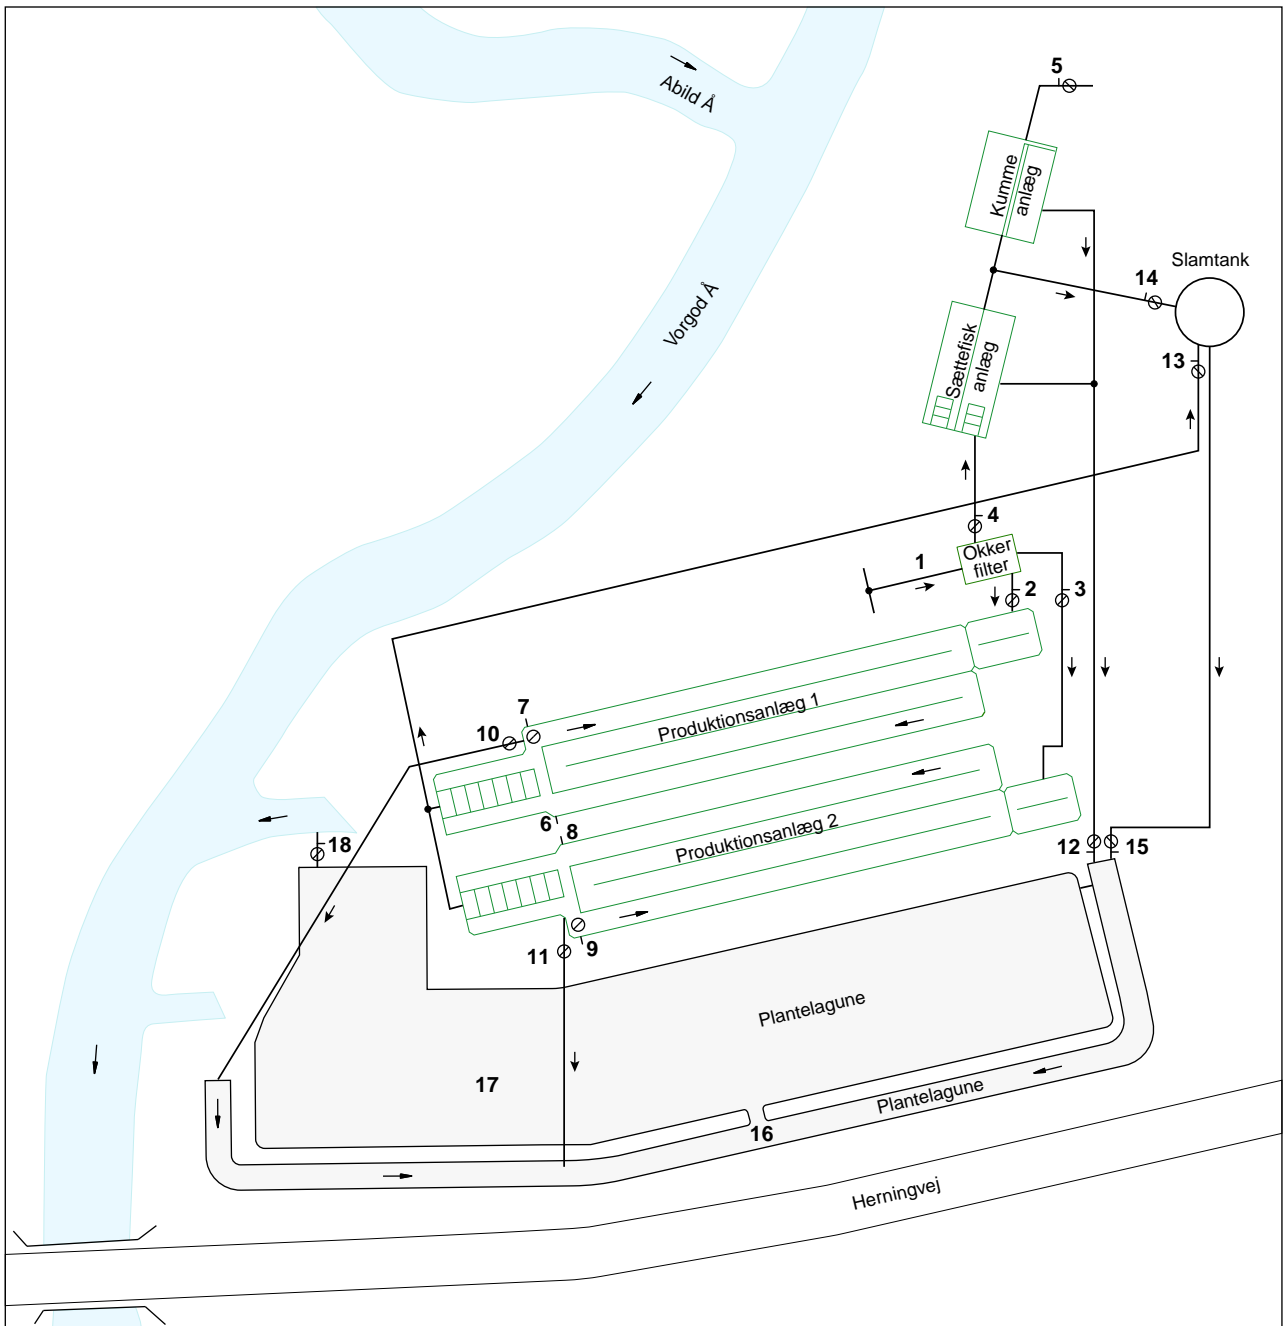 5
Abild Å
Kumme
anlæg
Slamtank
14
Vorgod Å
13
Sættefisk
anlæg
4
Okker
filter
1
2
3
7
Produktionsanlæg 1
10
6
8
Produktionsanlæg 2
18
12
15
9
11
Plantelagune
17
Plantelagune
16
Herningvej